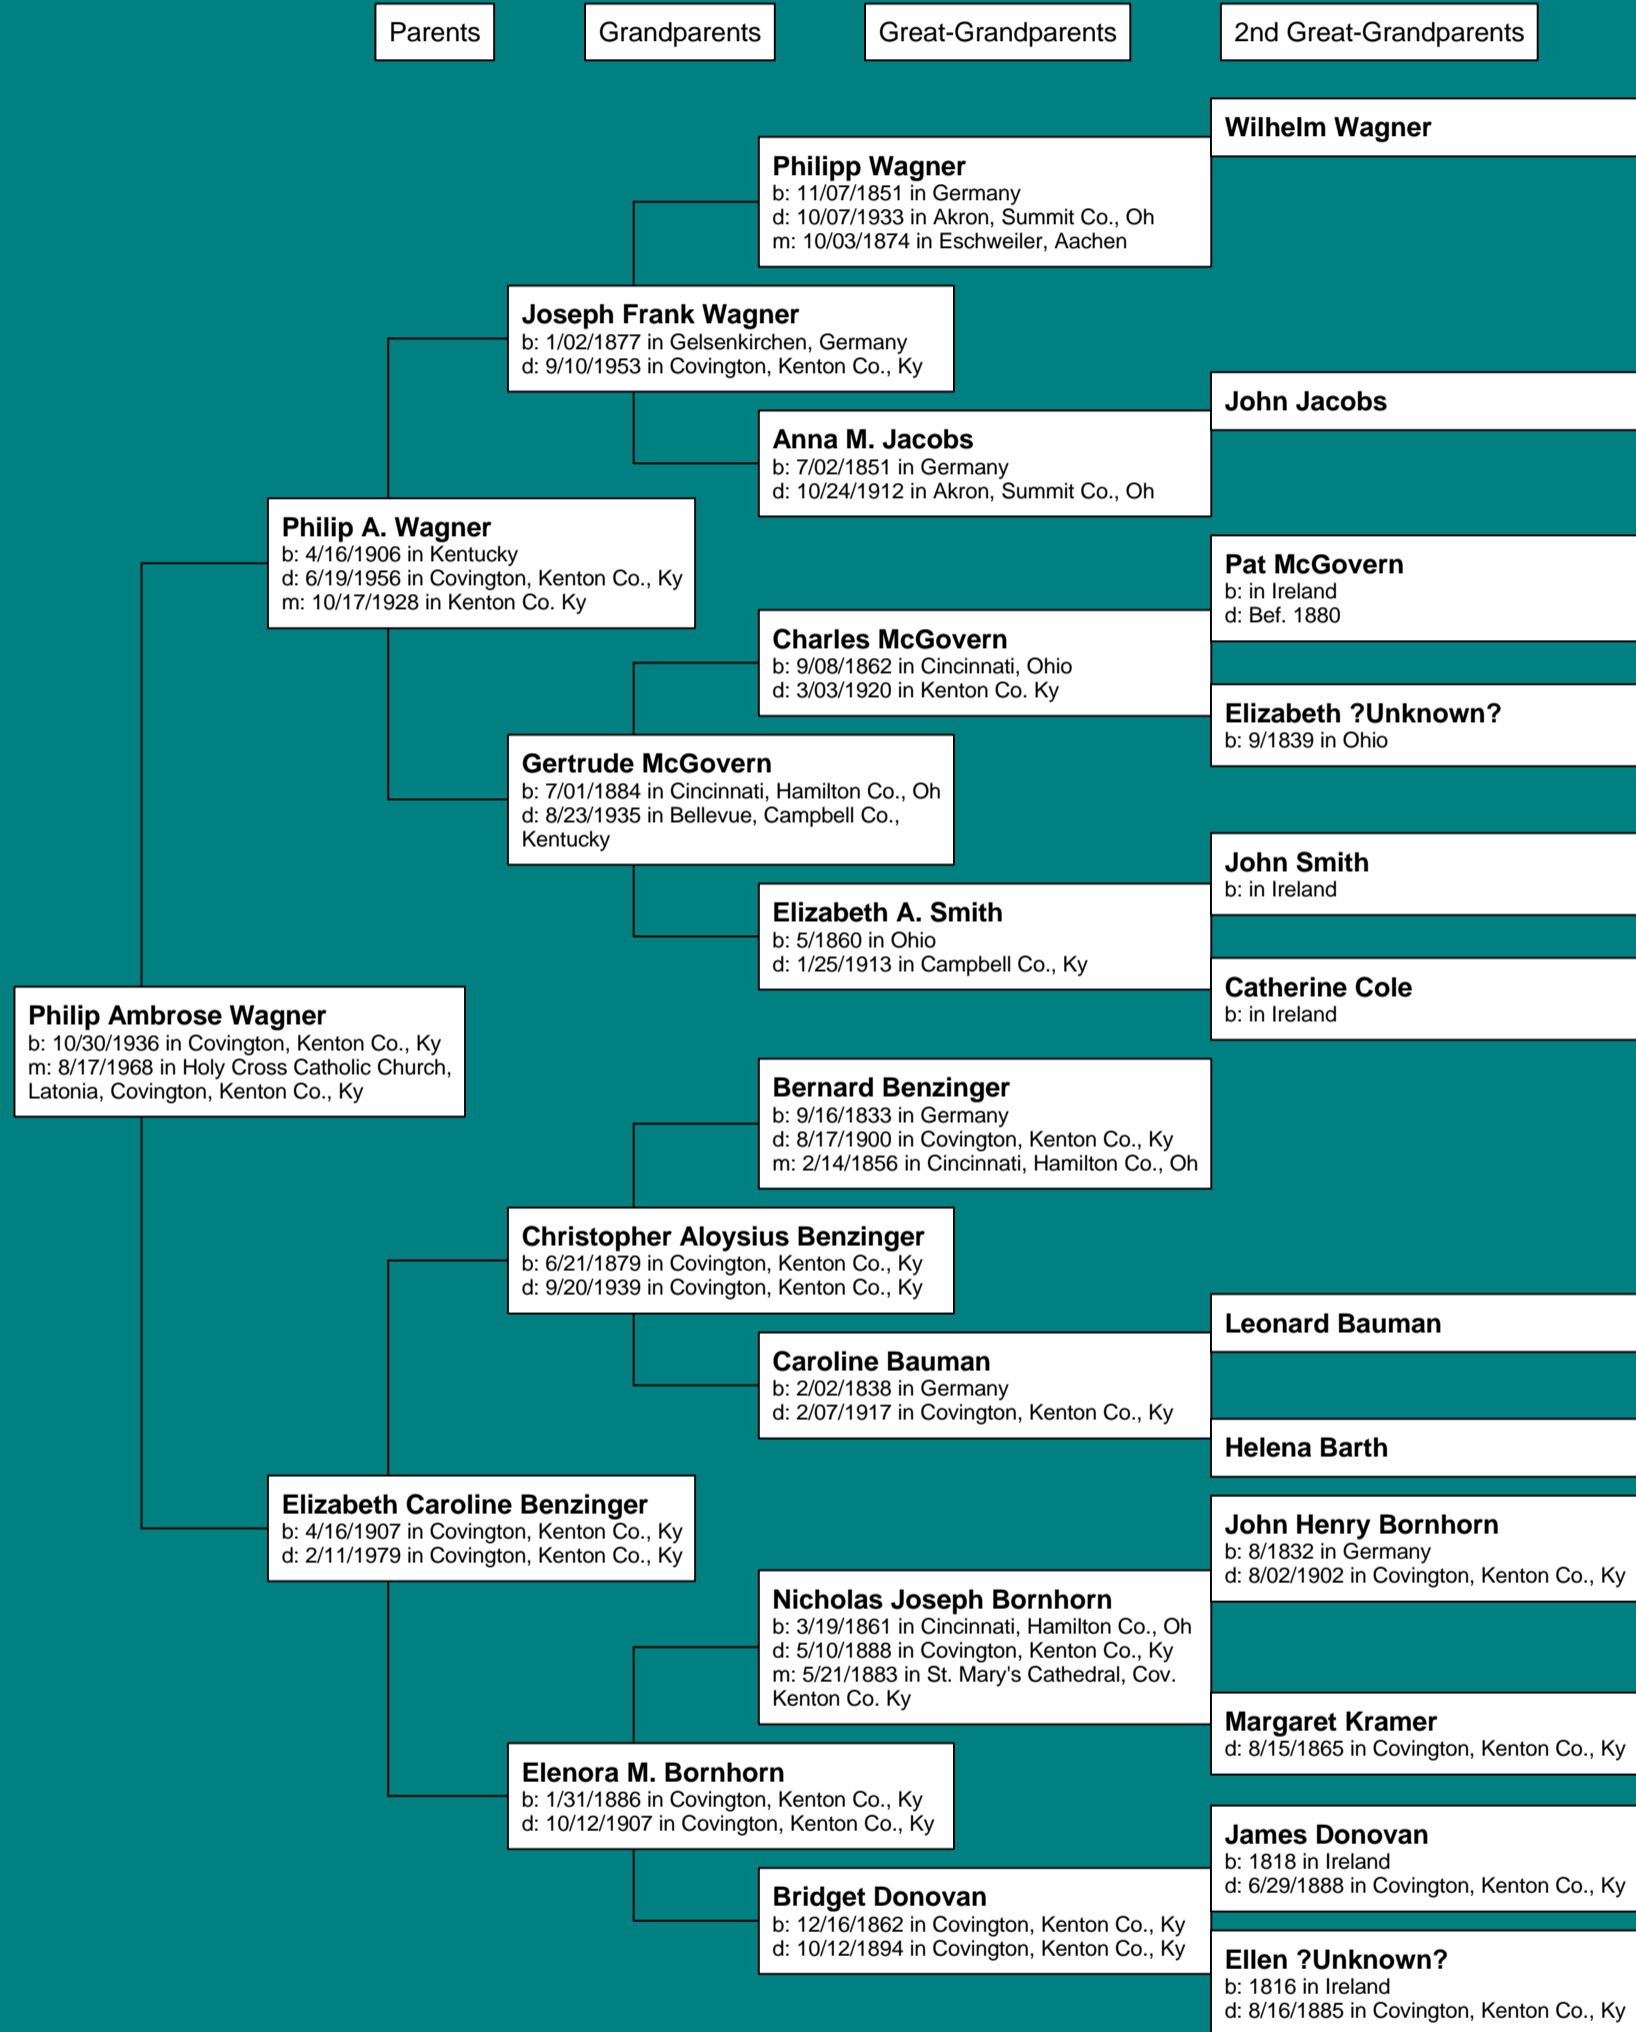 Parents
Grandparents
Great-Grandparents
2nd Great-Grandparents
Wilhelm Wagner
Philipp Wagner
b: 11/07/1851 in Germany
d: 10/07/1933 in Akron, Summit Co., Oh
m: 10/03/1874 in Eschweiler, Aachen
Joseph Frank Wagner
b: 1/02/1877 in Gelsenkirchen, Germany
d: 9/10/1953 in Covington, Kenton Co., Ky
John Jacobs
Anna M. Jacobs
b: 7/02/1851 in Germany
d: 10/24/1912 in Akron, Summit Co., Oh
Philip A. Wagner
b: 4/16/1906 in Kentucky
d: 6/19/1956 in Covington, Kenton Co., Ky
m: 10/17/1928 in Kenton Co. Ky
Pat McGovern
b: in Ireland
d: Bef. 1880
Charles McGovern
b: 9/08/1862 in Cincinnati, Ohio
d: 3/03/1920 in Kenton Co. Ky
Elizabeth ?Unknown?
b: 9/1839 in Ohio
Gertrude McGovern
b: 7/01/1884 in Cincinnati, Hamilton Co., Oh
d: 8/23/1935 in Bellevue, Campbell Co.,
Kentucky
John Smith
b: in Ireland
Elizabeth A. Smith
b: 5/1860 in Ohio
d: 1/25/1913 in Campbell Co., Ky
Catherine Cole
b: in Ireland
Philip Ambrose Wagner
b: 10/30/1936 in Covington, Kenton Co., Ky
m: 8/17/1968 in Holy Cross Catholic Church,
Latonia, Covington, Kenton Co., Ky
Bernard Benzinger
b: 9/16/1833 in Germany
d: 8/17/1900 in Covington, Kenton Co., Ky
m: 2/14/1856 in Cincinnati, Hamilton Co., Oh
Christopher Aloysius Benzinger
b: 6/21/1879 in Covington, Kenton Co., Ky
d: 9/20/1939 in Covington, Kenton Co., Ky
Leonard Bauman
Caroline Bauman
b: 2/02/1838 in Germany
d: 2/07/1917 in Covington, Kenton Co., Ky
Helena Barth
Elizabeth Caroline Benzinger
b: 4/16/1907 in Covington, Kenton Co., Ky
d: 2/11/1979 in Covington, Kenton Co., Ky
John Henry Bornhorn
b: 8/1832 in Germany
d: 8/02/1902 in Covington, Kenton Co., Ky
Nicholas Joseph Bornhorn
b: 3/19/1861 in Cincinnati, Hamilton Co., Oh
d: 5/10/1888 in Covington, Kenton Co., Ky
m: 5/21/1883 in St. Mary's Cathedral, Cov.
Kenton Co. Ky
Margaret Kramer
d: 8/15/1865 in Covington, Kenton Co., Ky
Elenora M. Bornhorn
b: 1/31/1886 in Covington, Kenton Co., Ky
d: 10/12/1907 in Covington, Kenton Co., Ky
James Donovan
b: 1818 in Ireland
d: 6/29/1888 in Covington, Kenton Co., Ky
Bridget Donovan
b: 12/16/1862 in Covington, Kenton Co., Ky
d: 10/12/1894 in Covington, Kenton Co., Ky
Ellen ?Unknown?
b: 1816 in Ireland
d: 8/16/1885 in Covington, Kenton Co., Ky